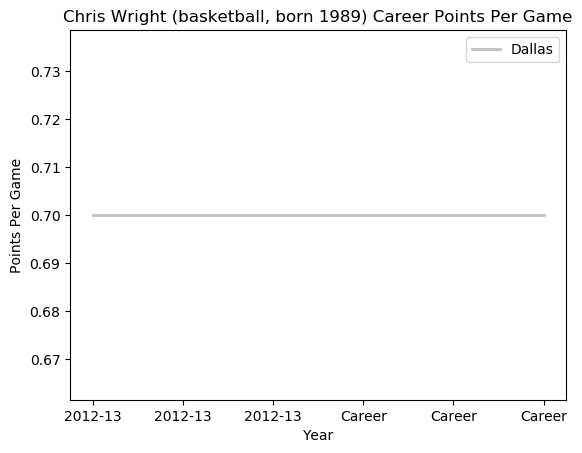 Chris Wright (basketball, born 1989) Career Points Per Game
Dallas
0.73
0.72
0.71
0.70
0.69
0.68
0.67
Points Per Game
2012-13 2012-13 2012-13 Career Career Career
Year